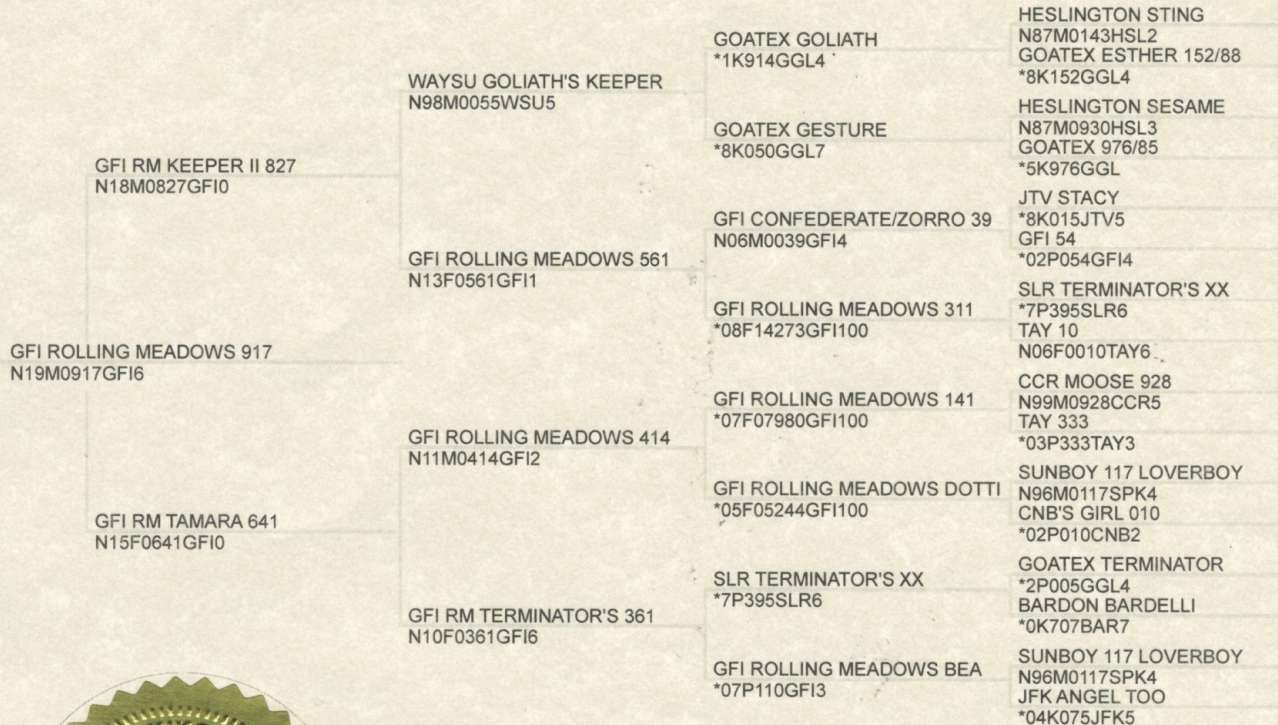 GFI ROLLING MEADOWS 917
N19M0917GFI6
GFI RM KEEPER II 827
N18M0827GFI0
GFI RM TAMARA 641
N15F0641GFI0
WAYSU GOLIATH'S KEEPER
N98M0055WSU5
GFI ROLLING MEADOWS 561
N13F0561GFI1
GFI ROLLING MEADOWS 414
N11M0414GFI2
GFI RM TERMINATOR'S 361
N10F0361GFI6
GOATEX GOLIATH
*1K914GGL4
GOATEX GESTURE
*8K050GGL7
GFI CONFEDERATE/ZORRO 39
N06M0039GFI4
GFI ROLLING MEADOWS 311
*08F14273GFI100
GFI ROLLING MEADOWS 141
*07F07980GFI100
GFI ROLLING MEADOWS DOTTI
*05F05244GFI100
SLR TERMINATOR'S XX
*7P395SLR6
GFI ROLLING MEADOWS BEA
*07P110GFI3
HESLINGTON STING
N87M0143HSL2
GOATEX ESTHER 152/88
*8K152GGL4
HESLINGTON SESAME
N87M0930HSL3
GOATEX 976/85
*5K976GGL
JTV STACY
*8K015JTV5
GFI 54
*02P054GFI4
SLR TERMINATOR'S XX
*7P395SLR6
TAY 10
N06F0010TAY6
CCR MOOSE 928
N99M0928CCR5
TAY 333
*03P333TAY3
SUNBOY 117 LOVERBOY
N96M0117SPK4
CNB'S GIRL 010
*02P010CNB2
GOATEX TERMINATOR
*2P005GGL4
BARDON BARDELLI
*0K707BAR7
SUNBOY 117 LOVERBOY
N96M0117SPK4
JFK ANGEL TOO
*04K075JFK5